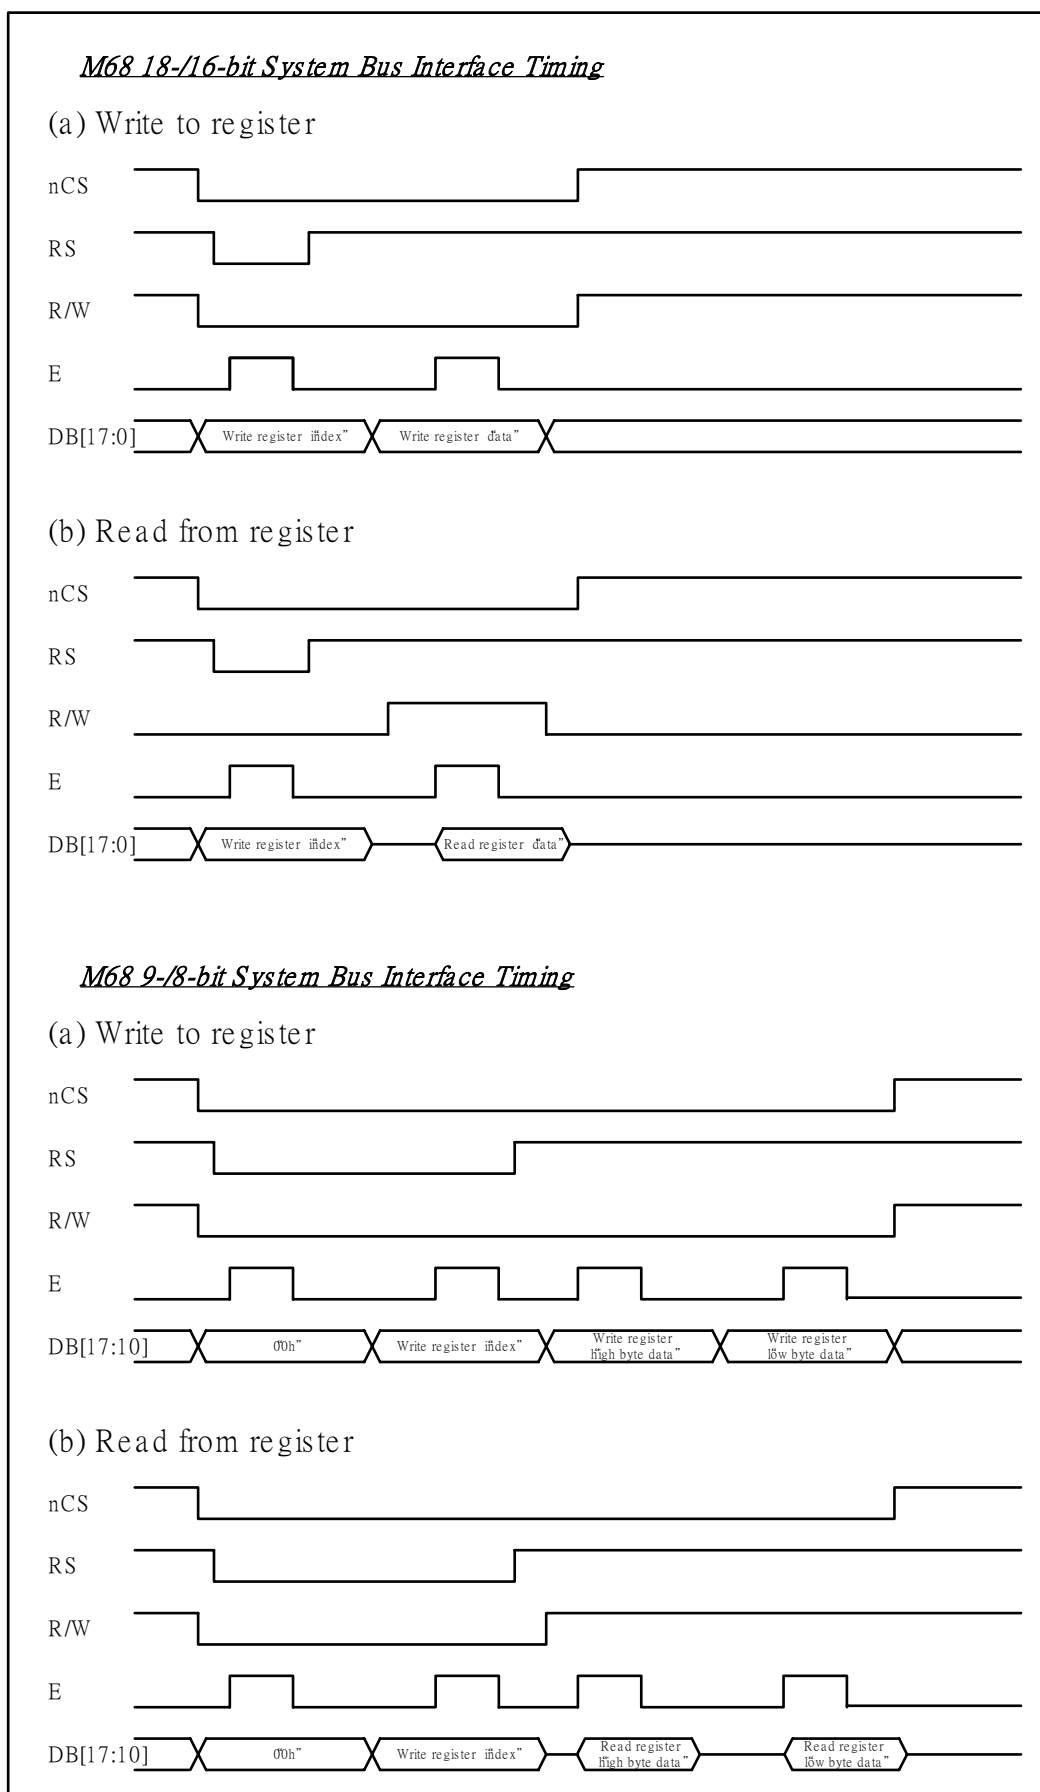 M68 18-/16-bit System Bus Interface Timing
(a) Write to register
nCS
RS
R/W
E
DB[17:0]
Write register index”
Write register data”
(b) Read from register
nCS
RS
R/W
E
DB[17:0]
Write register index”
Read register data”
M68 9-/8-bit System Bus Interface Timing
(a) Write to register
nCS
RS
R/W
E
DB[17:10]
“00h”
Write register index”
Write register
high byte data”
Write register
low byte data”
(b) Read from register
nCS
RS
R/W
E
DB[17:10]
“00h”
Write register index”
Read register
high byte data”
Read register
low byte data”